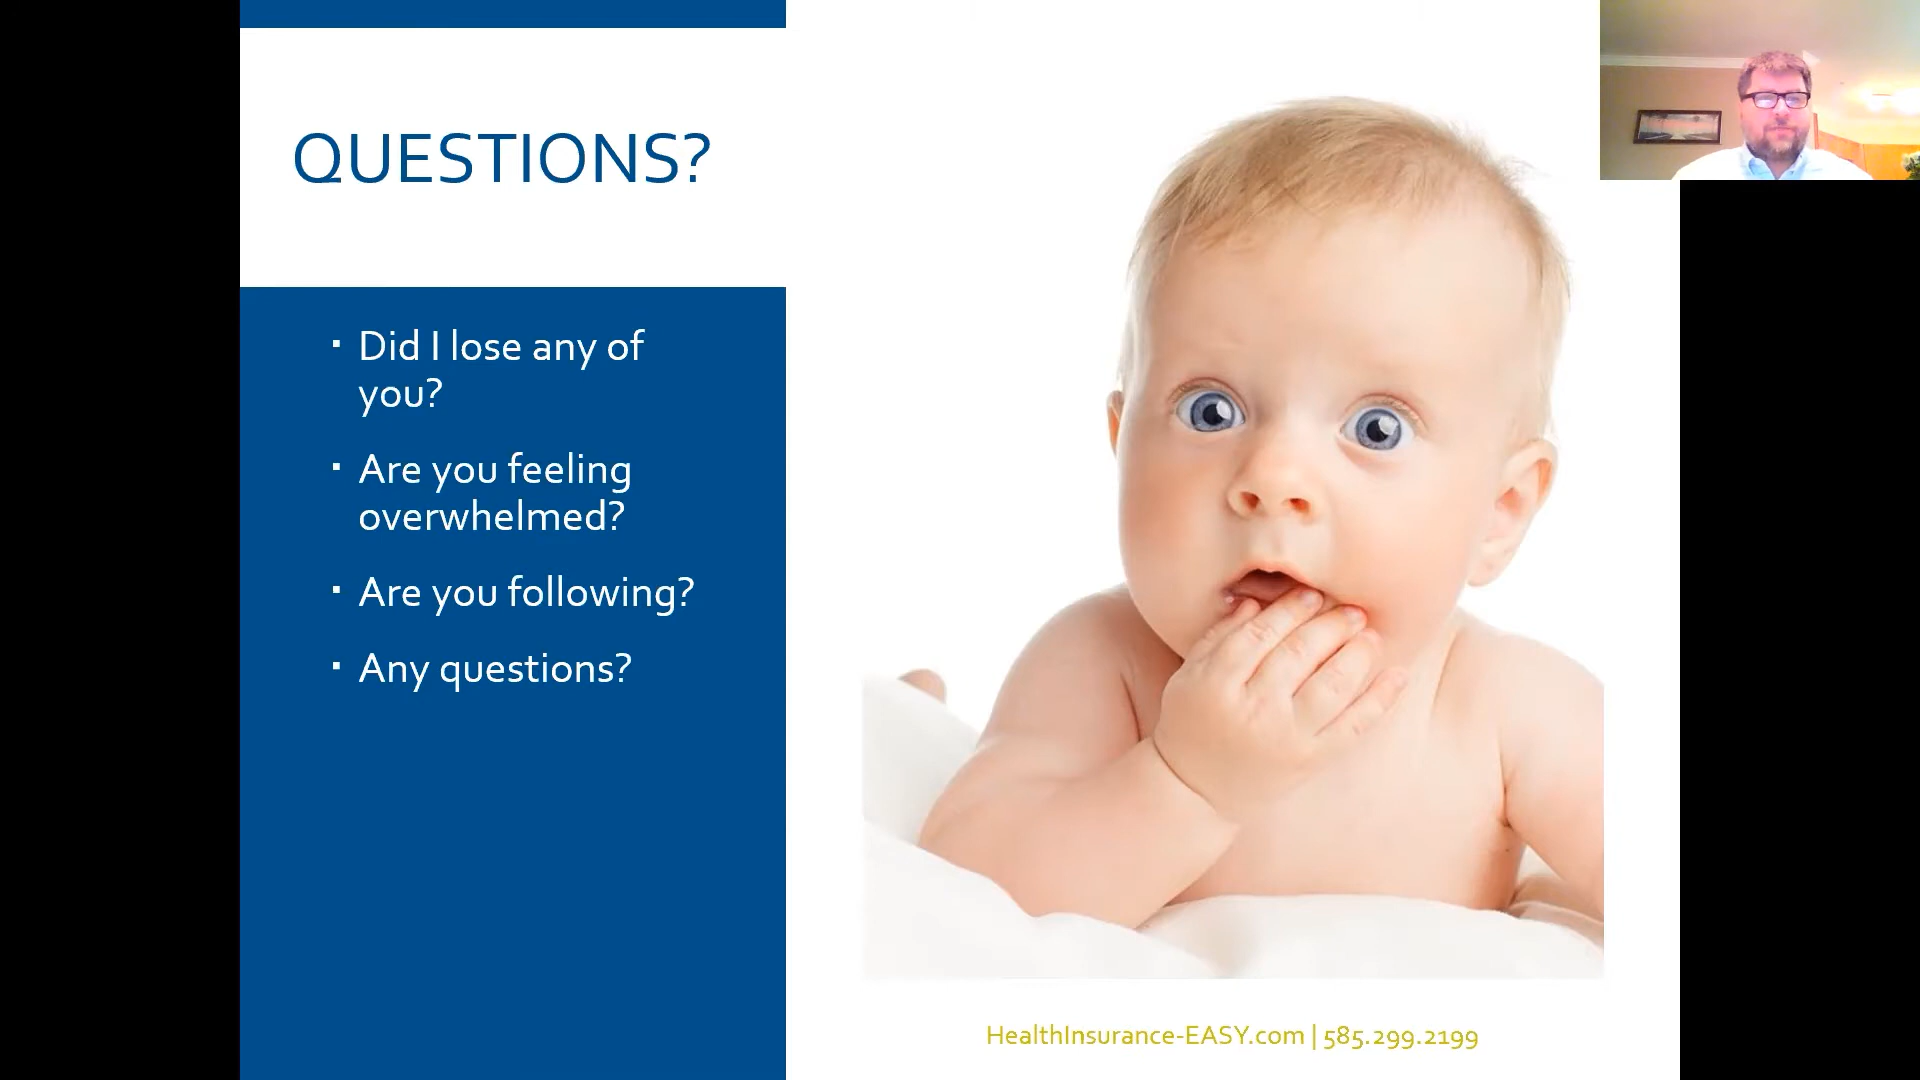 QUESTIONS?
▪ Did I lose any of
you?
▪ Are you feeling
overwhelmed?
▪ Are you following?
▪ Any questions?
HealthInsurance-EASY.com | 585.299.2199